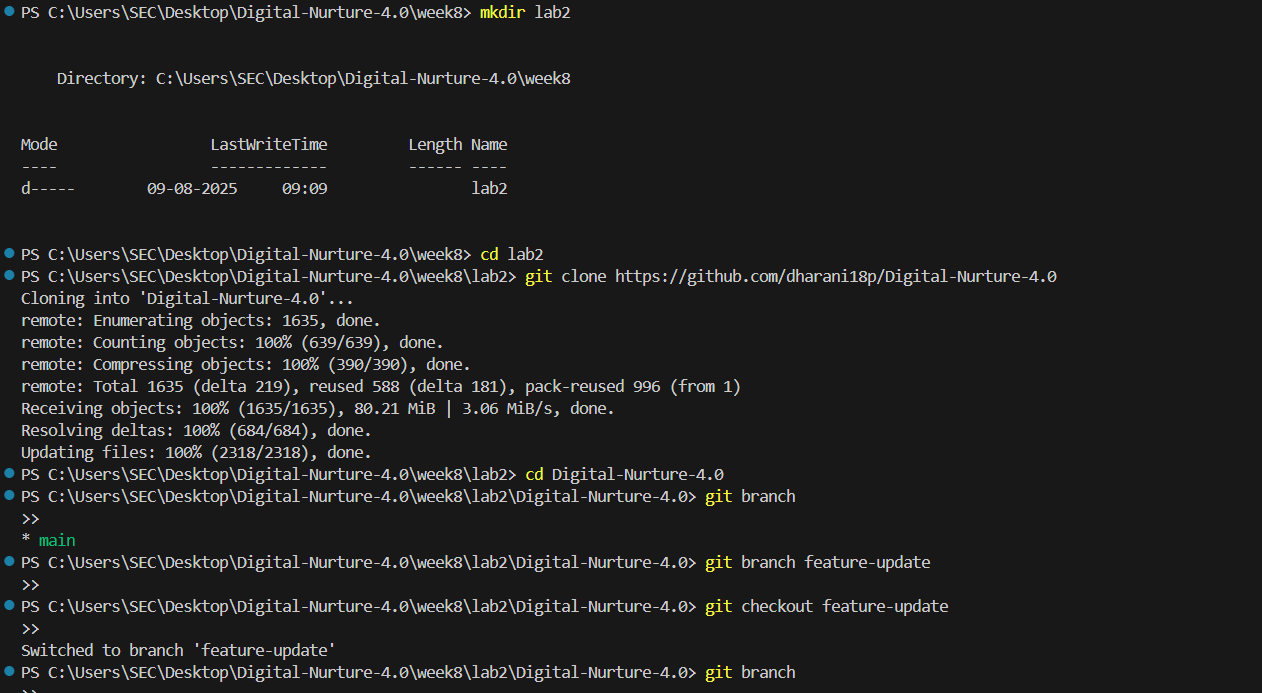 PS C:\Users\SEC\Desktop\Digital-Nurture-4.0\week8> mkdir lab2
Directory: C:\Users\SEC\Desktop\Digital-Nurture-4.0\week8
Mode LastWriteTime Length Name
---- ------------- ------ ----
d----- 09-08-2025 09:09 lab2
PS C:\Users\SEC\Desktop\Digital-Nurture-4.0\week8> cd lab2
PS C:\Users\SEC\Desktop\Digital-Nurture-4.0\week8\lab2> git clone https://github.com/dharani18p/Digital-Nurture-4.0
Cloning into 'Digital-Nurture-4.0'...
remote: Enumerating objects: 1635, done.
remote: Counting objects: 100% (639/639), done.
remote: Compressing objects: 100% (390/390), done.
remote: Total 1635 (delta 219), reused 588 (delta 181), pack-reused 996 (from 1)
Receiving objects: 100% (1635/1635), 80.21 MiB | 3.06 MiB/s, done.
Resolving deltas: 100% (684/684), done.
Updating files: 100% (2318/2318), done.
PS C:\Users\SEC\Desktop\Digital-Nurture-4.0\week8\lab2> cd Digital-Nurture-4.0
PS C:\Users\SEC\Desktop\Digital-Nurture-4.0\week8\lab2\Digital-Nurture-4.0> git branch
>>
* main
PS C:\Users\SEC\Desktop\Digital-Nurture-4.0\week8\lab2\Digital-Nurture-4.0> git branch feature-update
>>
PS C:\Users\SEC\Desktop\Digital-Nurture-4.0\week8\lab2\Digital-Nurture-4.0> git checkout feature-update
>>
Switched to branch 'feature-update'
PS C:\Users\SEC\Desktop\Digital-Nurture-4.0\week8\lab2\Digital-Nurture-4.0> git branch
>>